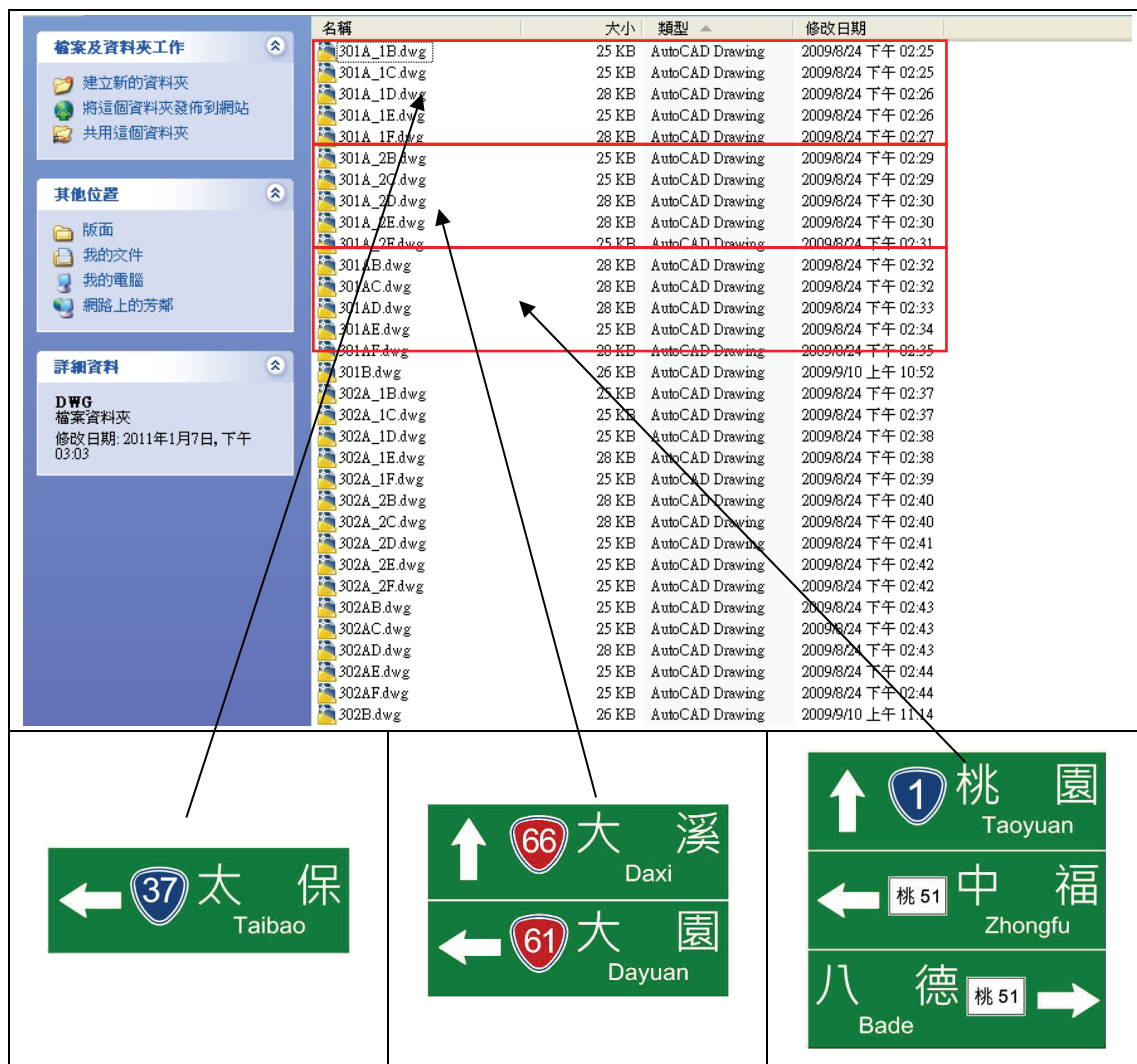 檔案及資料夾工作
建立新的資料夾
將這個資料夾發佈到網站
共用這個資料夾
其他位置
版面
我的文件
我的電腦
網路上的芳鄰
詳細資料
DWG
檔案資料夾
修改日期: 2011年1月7日, 下午
03:03
名稱 大小 類型 修改日期
301A_1B.dwg 25 KB AutoCAD Drawing 2009/8/24 下午 02:25
301A_1C.dwg 25 KB AutoCAD Drawing 2009/8/24 下午 02:25
301A_1D.dwg 28 KB AutoCAD Drawing 2009/8/24 下午 02:26
301A_1E.dwg 25 KB AutoCAD Drawing 2009/8/24 下午 02:26
301A_1F.dwg 28 KB AutoCAD Drawing 2009/8/24 下午 02:27
301A_2B.dwg 25 KB AutoCAD Drawing 2009/8/24 下午 02:29
301A_2C.dwg 25 KB AutoCAD Drawing 2009/8/24 下午 02:29
301A_2D.dwg 28 KB AutoCAD Drawing 2009/8/24 下午 02:30
301A_2E.dwg 28 KB AutoCAD Drawing 2009/8/24 下午 02:30
301A_2F.dwg 25 KB AutoCAD Drawing 2009/8/24 下午 02:31
301AB.dwg 28 KB AutoCAD Drawing 2009/8/24 下午 02:32
301AC.dwg 28 KB AutoCAD Drawing 2009/8/24 下午 02:32
301AD.dwg 28 KB AutoCAD Drawing 2009/8/24 下午 02:33
301AE.dwg 25 KB AutoCAD Drawing 2009/8/24 下午 02:34
301AF.dwg 28 KB AutoCAD Drawing 2009/8/24 下午 02:35
301B.dwg 26 KB AutoCAD Drawing 2009/9/10 上午 10:52
302A_1B.dwg 25 KB AutoCAD Drawing 2009/8/24 下午 02:37
302A_1C.dwg 25 KB AutoCAD Drawing 2009/8/24 下午 02:37
302A_1D.dwg 25 KB AutoCAD Drawing 2009/8/24 下午 02:38
302A_1E.dwg 28 KB AutoCAD Drawing 2009/8/24 下午 02:38
302A_1F.dwg 25 KB AutoCAD Drawing 2009/8/24 下午 02:39
302A_2B.dwg 28 KB AutoCAD Drawing 2009/8/24 下午 02:40
302A_2C.dwg 28 KB AutoCAD Drawing 2009/8/24 下午 02:40
302A_2D.dwg 25 KB AutoCAD Drawing 2009/8/24 下午 02:41
302A_2E.dwg 25 KB AutoCAD Drawing 2009/8/24 下午 02:42
302A_2F.dwg 25 KB AutoCAD Drawing 2009/8/24 下午 02:42
302AB.dwg 25 KB AutoCAD Drawing 2009/8/24 下午 02:43
302AC.dwg 25 KB AutoCAD Drawing 2009/8/24 下午 02:43
302AD.dwg 28 KB AutoCAD Drawing 2009/8/24 下午 02:43
302AE.dwg 25 KB AutoCAD Drawing 2009/8/24 下午 02:44
302AF.dwg 25 KB AutoCAD Drawing 2009/8/24 下午 02:44
302B.dwg 26 KB AutoCAD Drawing 2009/9/10 上午 11:14
37 太保
Taibao
66 大溪
Daxi
61 大園
Dayuan
1 桃園
Taoyuan
桃 51 中福
Zhongfu
八德 桃 51
Bade